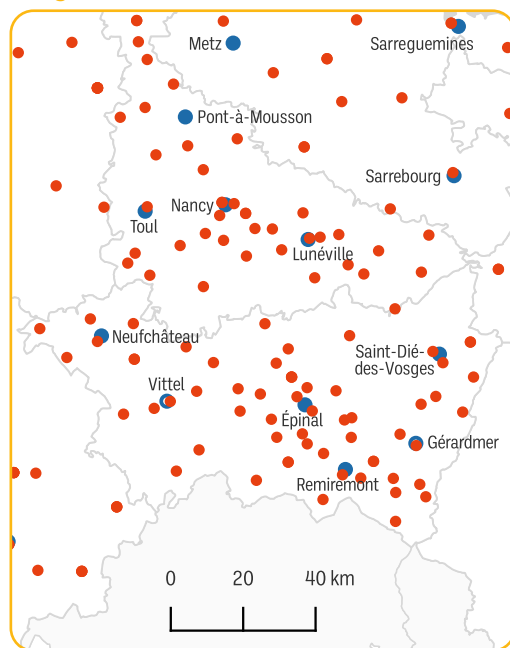 Metz
Sarreguemines
Pont-à-Mousson
Sarrebourg
Nancy
Toul
Lunéville
Neufchâteau
Saint-Dié-
des-Vosges
Vittel
Épinal
Gérardmer
Remiremont
0 20 40 km